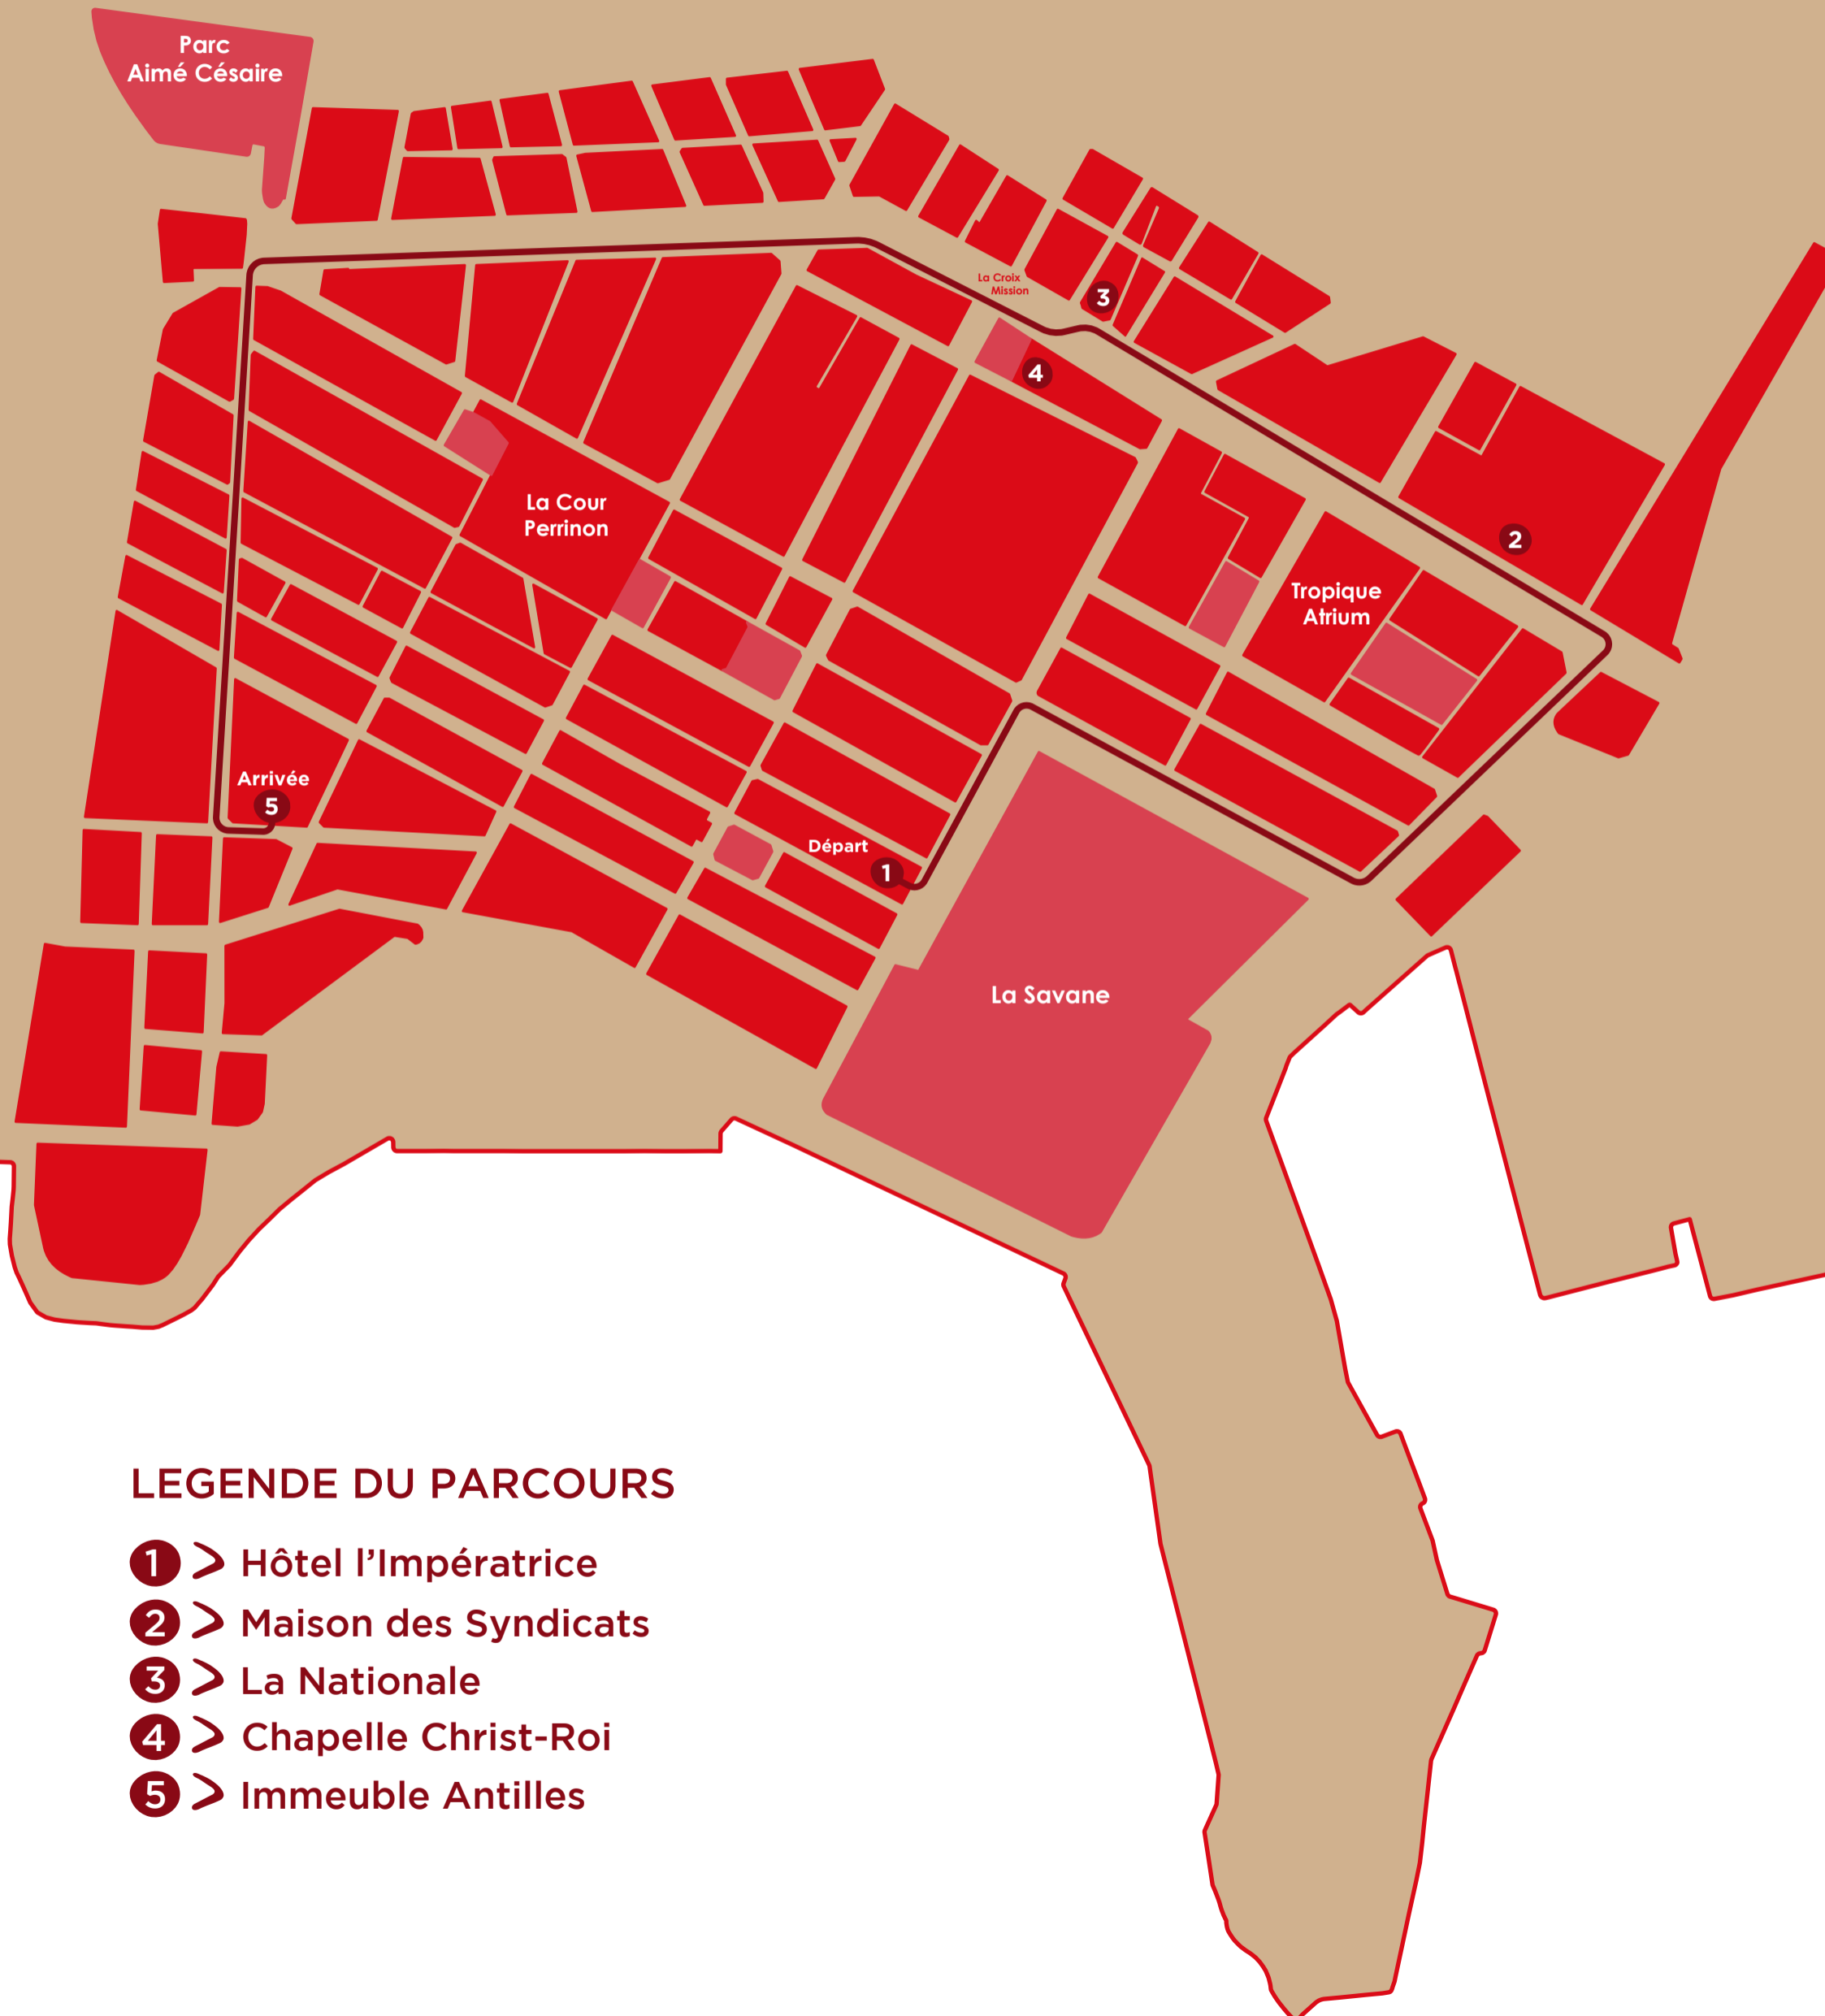 Parc
Aimé Césaire
La Croix
Mission
3
4
La Cour
Perrinon
2
Tropique
Atrium
Arrivée
5
Départ
1
La Savane
LEGENDE DU PARCOURS
1 > Hôtel l’Impératrice
2 > Maison des Syndicats
3 > La Nationale
4 > Chapelle Christ-Roi
5 > Immeuble Antilles